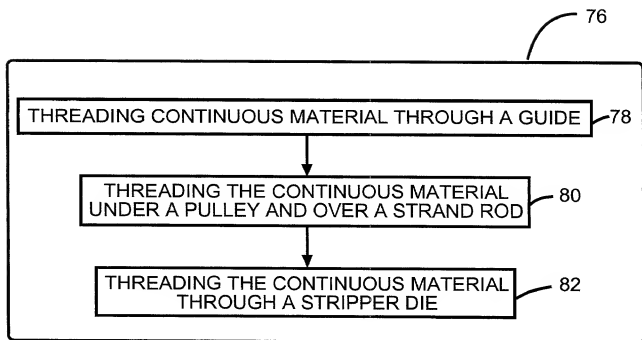 76
THREADING CONTINUOUS MATERIAL THROUGH A GUIDE
78
THREADING THE CONTINUOUS MATERIAL
UNDER A PULLEY AND OVER A STRAND ROD
80
THREADING THE CONTINUOUS MATERIAL
THROUGH A STRIPPER DIE
82